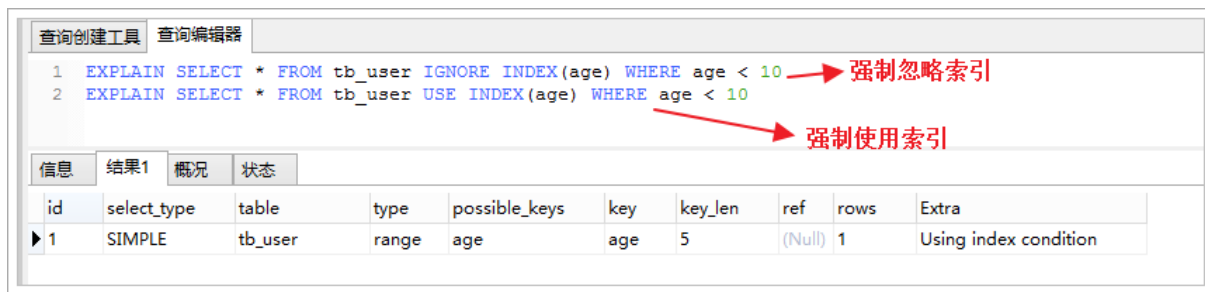 查询创建工具 查询编辑器
1 EXPLAIN SELECT * FROM tb_user IGNORE INDEX(age) WHERE age < 10 强制忽略索引
2 EXPLAIN SELECT * FROM tb_user USE INDEX(age) WHERE age < 10
强制使用索引
信息 结果1 概况 状态
id select_type table type possible_keys key key_len ref rows Extra
1 SIMPLE tb_user range age age 5 (Null) 1 Using index condition